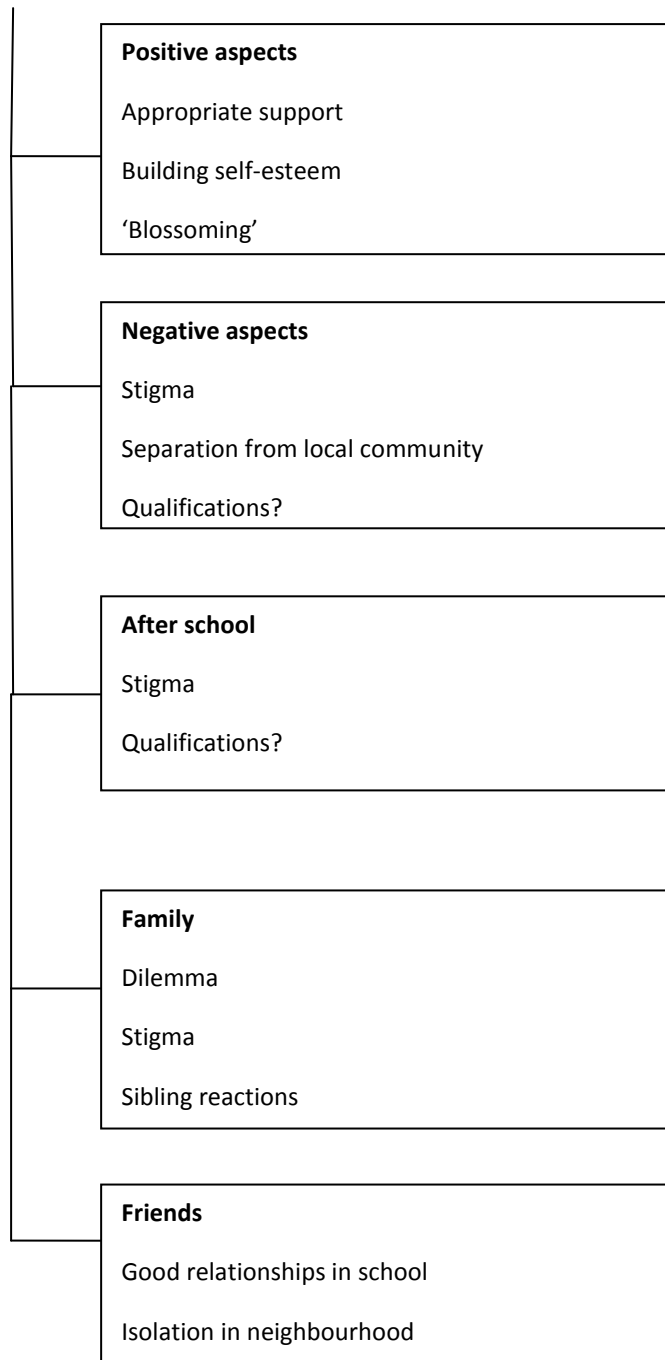 Positive aspects
Appropriate support
Building self-esteem
‘Blossoming’
Negative aspects
Stigma
Separation from local community
Qualifications?
After school
Stigma
Qualifications?
Family
Dilemma
Stigma
Sibling reactions
Friends
Good relationships in school
Isolation in neighbourhood